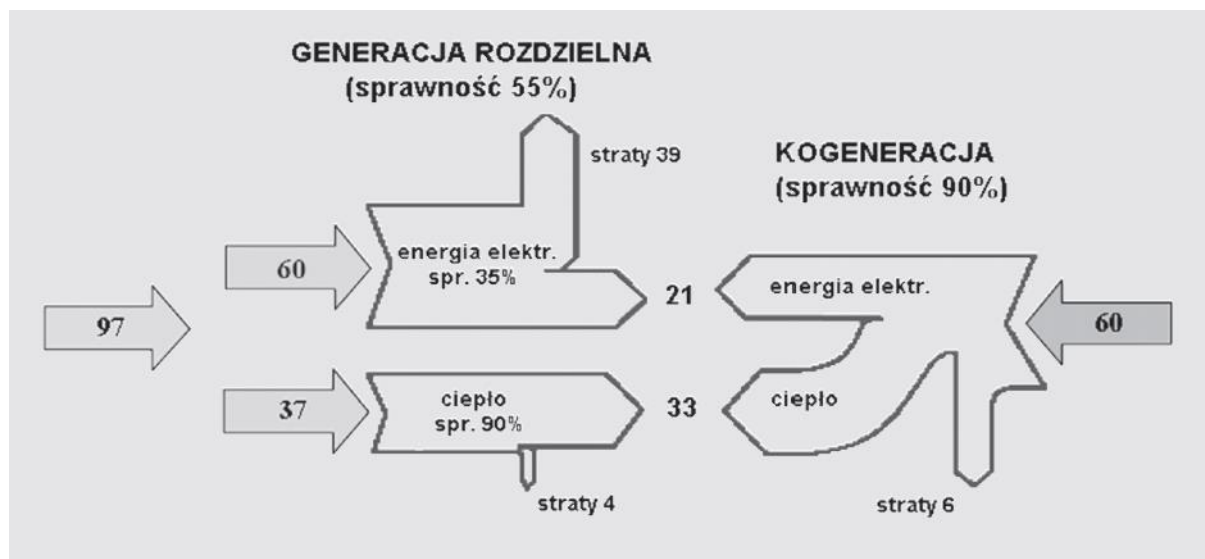 GENERACJA ROZDZIELNA
(sprawność 55%)
straty 39
60
energia elektr.
spr. 35%
97
37
ciepło
spr. 90%
straty 4
21
33
KOGENERACJA
(sprawność 90%)
energia elektr.
60
ciepło
straty 6